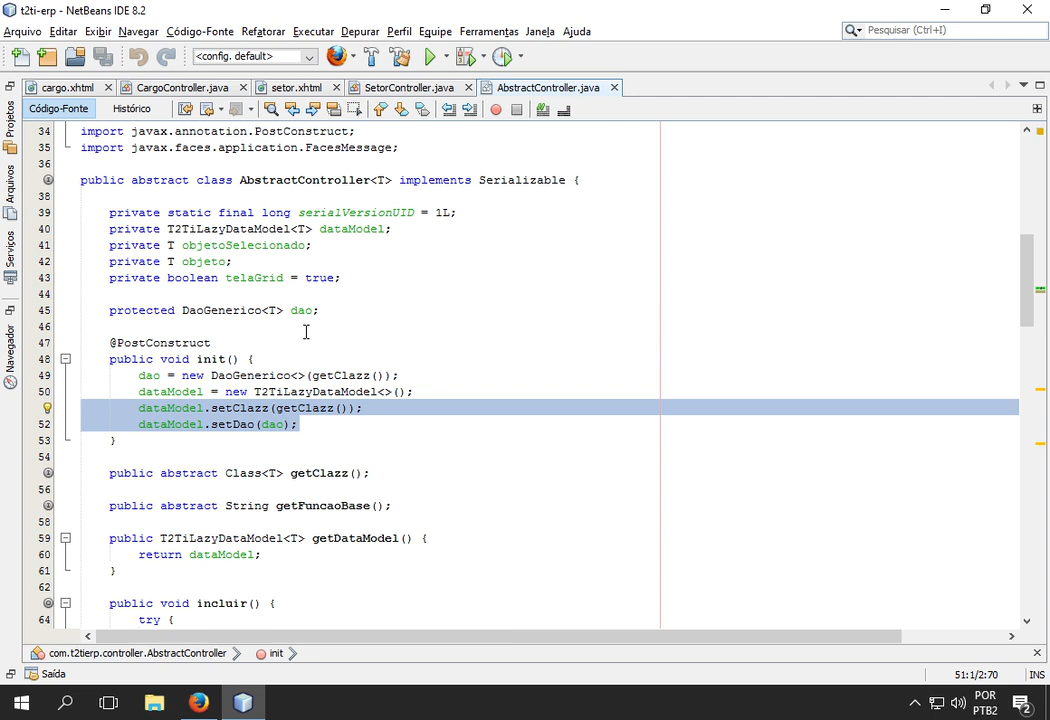 t2ti-erp - NetBeans IDE 8.2
Arquivo Editar Exibir Navegar Código-Fonte Refatorar Executar Depurar Perfil Equipe Ferramentas Janela Ajuda
Pesquisar (Ctrl+I)
<config. default>
cargo.xhtml CargoController.java setor.xhtml SetorController.java AbstractController.java
Código-Fonte Histórico
Projetos
Arquivos
Serviços
Navegador
34 import javax.annotation.PostConstruct;
35 import javax.faces.application.FacesMessage;
36
public abstract class AbstractController<T> implements Serializable {
38
39 private static final long serialVersionUID = 1L;
40 private T2TiLazyDataModel<T> dataModel;
41 private T objetoSelecionado;
42 private T objeto;
43 private boolean telaGrid = true;
44
45 protected DaoGenerico<T> dao;
46
47 @PostConstruct
48 public void init() {
49 dao = new DaoGenerico<>(getClazz());
50 dataModel = new T2TiLazyDataModel<>();
dataModel.setClazz(getClazz());
52 dataModel.setDao(dao);
53 }
54
public abstract Class<T> getClazz();
56
public abstract String getFuncaoBase();
58
59 public T2TiLazyDataModel<T> getDataModel() {
60 return dataModel;
61 }
62
public void incluir() {
64 try {
com.t2tierp.controller.AbstractController init
Saída
51:1/2:70 INS
POR
PTB2
2